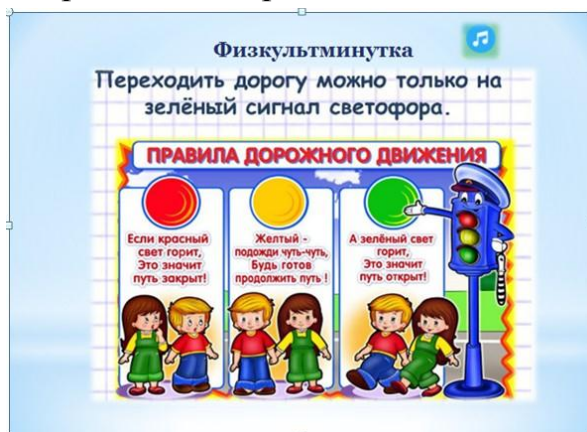 Физкультминутка
Переходить дорогу можно только на
зелёный сигнал светофора.
ПРАВИЛА ДОРОЖНОГО ДВИЖЕНИЯ
Если красный
свет горит,
Это значит
путь закрыт!
Желтый -
подожди чуть-чуть,
Будь готов
продолжить путь !
А зелёный свет
горит,
Это значит
путь открыт!